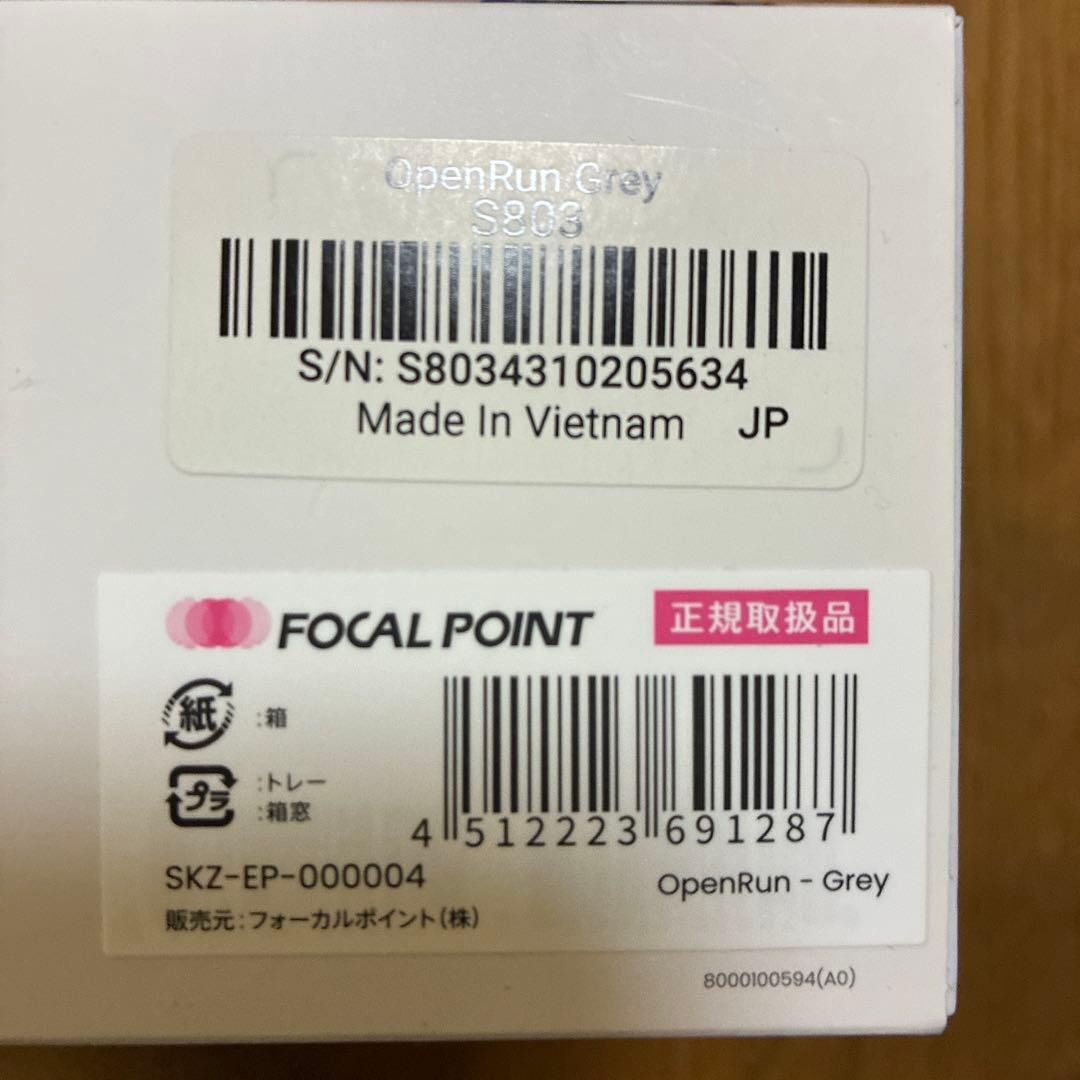 OpenRun Grey
S803
S/N: S8034310205634
Made In Vietnam JP
FOCAL POINT 正規取扱品
紙 :箱
プラ :トレー
:箱窓
4 512223 691287
SKZ-EP-000004 OpenRun - Grey
販売元:フォーカルポイント(株)
8000100594(A0)